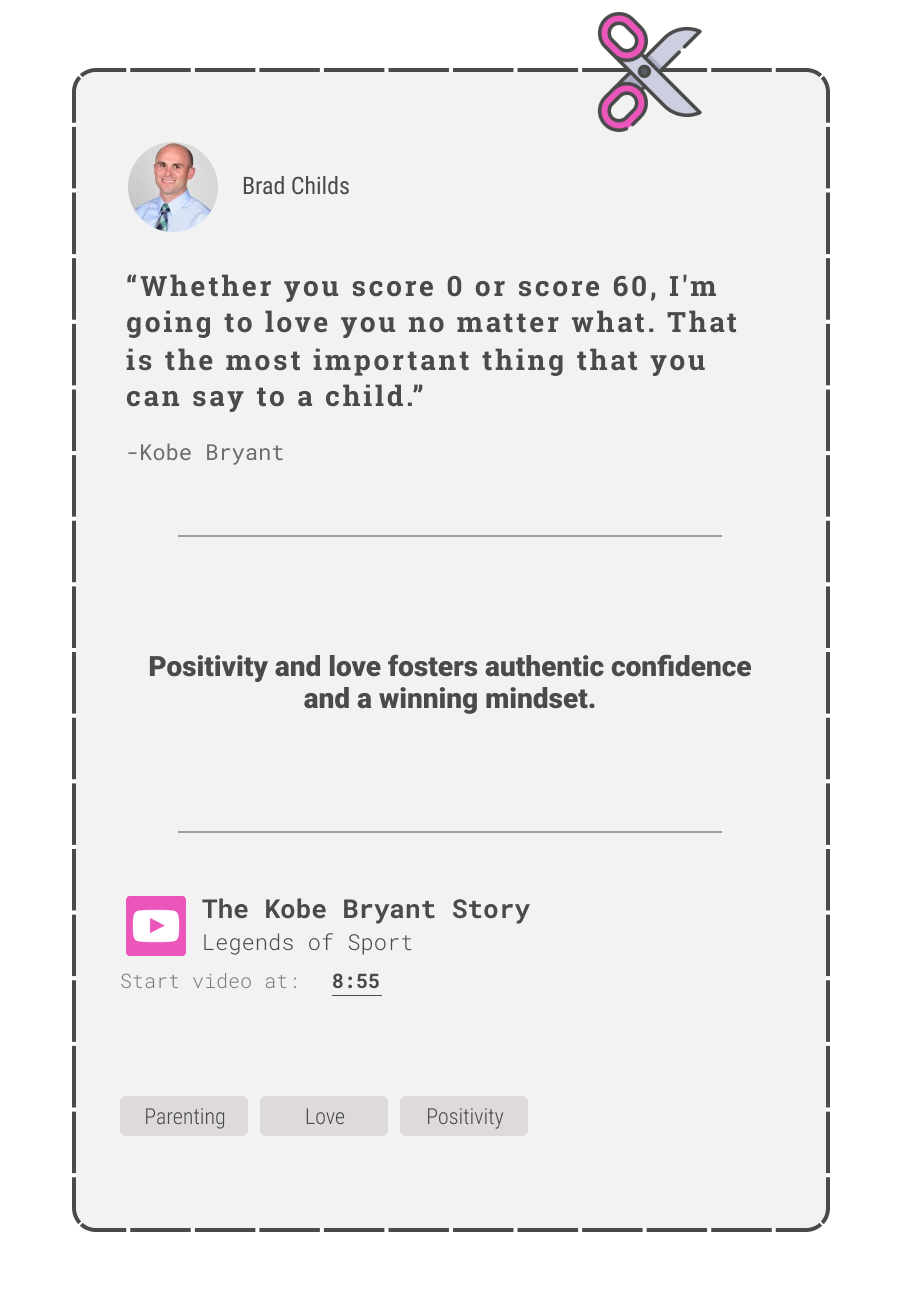 Brad Childs
“Whether you score 0 or score 60, I'm
going to love you no matter what. That
is the most important thing that you
can say to a child.”
-Kobe Bryant
Positivity and love fosters authentic confidence
and a winning mindset.
The Kobe Bryant Story
Legends of Sport
Start video at: 8:55
Parenting Love Positivity